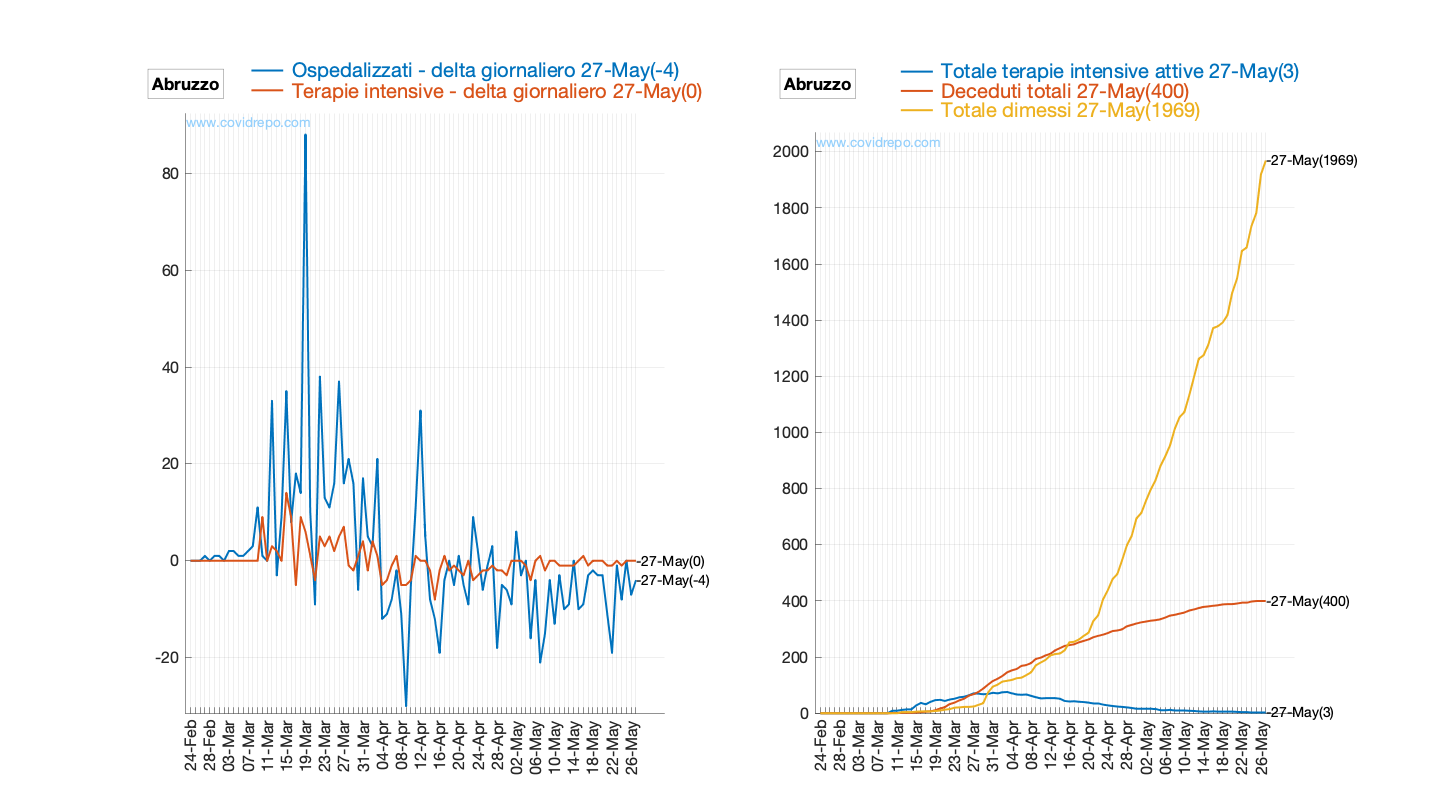 Abruzzo
Ospedalizzati - delta giornaliero 27-May(-4)
Terapie intensive - delta giornaliero 27-May(0)
www.covidrepo.com
80
60
40
20
0
-20
-27-May(0)
-27-May(-4)
24-Feb
28-Feb
03-Mar
07-Mar
11-Mar
15-Mar
19-Mar
23-Mar
27-Mar
31-Mar
04-Apr
08-Apr
12-Apr
16-Apr
20-Apr
24-Apr
28-Apr
02-May
06-May
10-May
14-May
18-May
22-May
26-May
Abruzzo
Totale terapie intensive attive 27-May(3)
Deceduti totali 27-May(400)
Totale dimessi 27-May(1969)
www.covidrepo.com
2000
1800
1600
1400
1200
1000
800
600
400
200
0
-27-May(1969)
-27-May(400)
-27-May(3)
24-Feb
28-Feb
03-Mar
07-Mar
11-Mar
15-Mar
19-Mar
23-Mar
27-Mar
31-Mar
04-Apr
08-Apr
12-Apr
16-Apr
20-Apr
24-Apr
28-Apr
02-May
06-May
10-May
14-May
18-May
22-May
26-May